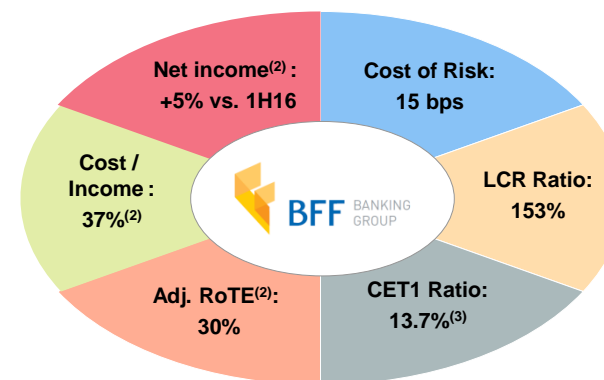 Net income(2) :
+5% vs. 1H16
Cost of Risk:
15 bps
Cost /
Income :
37%(2)
BFF BANKING
GROUP
LCR Ratio:
153%
Adj. RoTE(2):
30%
CET1 Ratio:
13.7%(3)